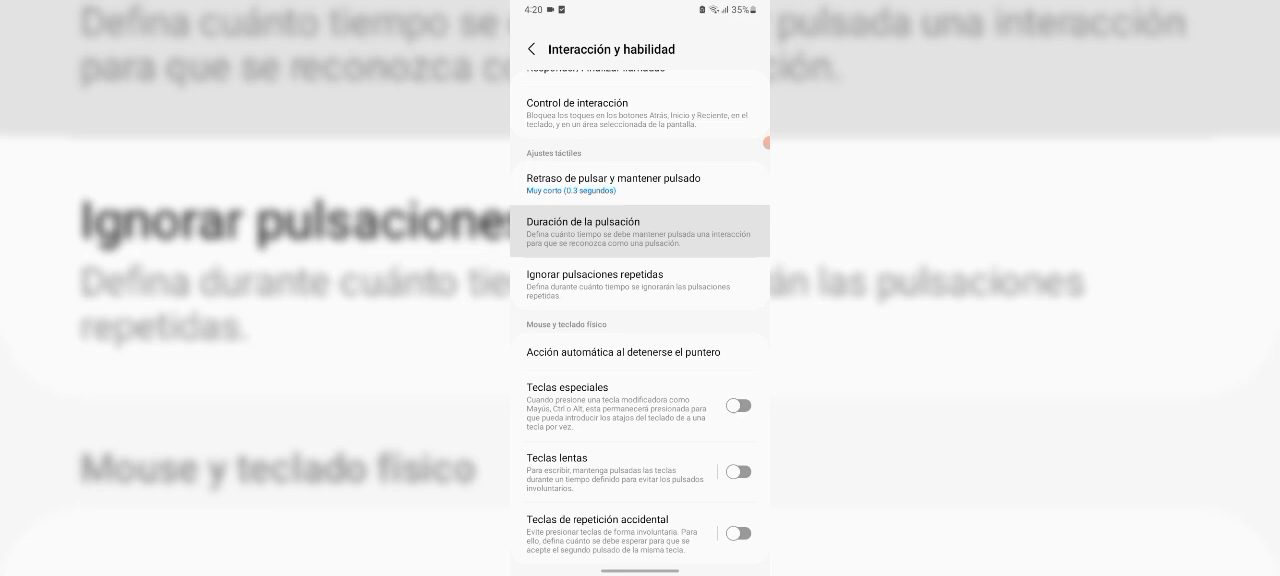 4:20
35%
Interacción y habilidad
Responder/Finalizar llamadas
Control de interacción
Bloquea los toques en los botones Atrás, Inicio y Reciente, en el
teclado, y en un área seleccionada de la pantalla.
Ajustes táctiles
Retraso de pulsar y mantener pulsado
Muy corto (0.3 segundos)
Duración de la pulsación
Defina cuánto tiempo se debe mantener pulsada una interacción
para que se reconozca como una pulsación.
Ignorar pulsaciones repetidas
Defina durante cuánto tiempo se ignorarán las pulsaciones
repetidas.
Mouse y teclado físico
Acción automática al detenerse el puntero
Teclas especiales
Cuando presione una tecla modificadora como
Mayús, Ctrl o Alt, esta permanecerá presionada para
que pueda introducir los atajos del teclado de a una
tecla por vez.
Teclas lentas
Para escribir, mantenga pulsadas las teclas
durante un tiempo definido para evitar los pulsados
involuntarios.
Teclas de repetición accidental
Evite presionar teclas de forma involuntaria. Para
ello, defina cuánto se debe esperar para que se
acepte el segundo pulsado de la misma tecla.